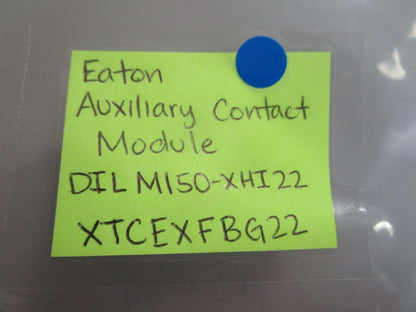 Eaton
Auxiliary Contact
Module
DILM150-XHI22
XTCEXFBG22